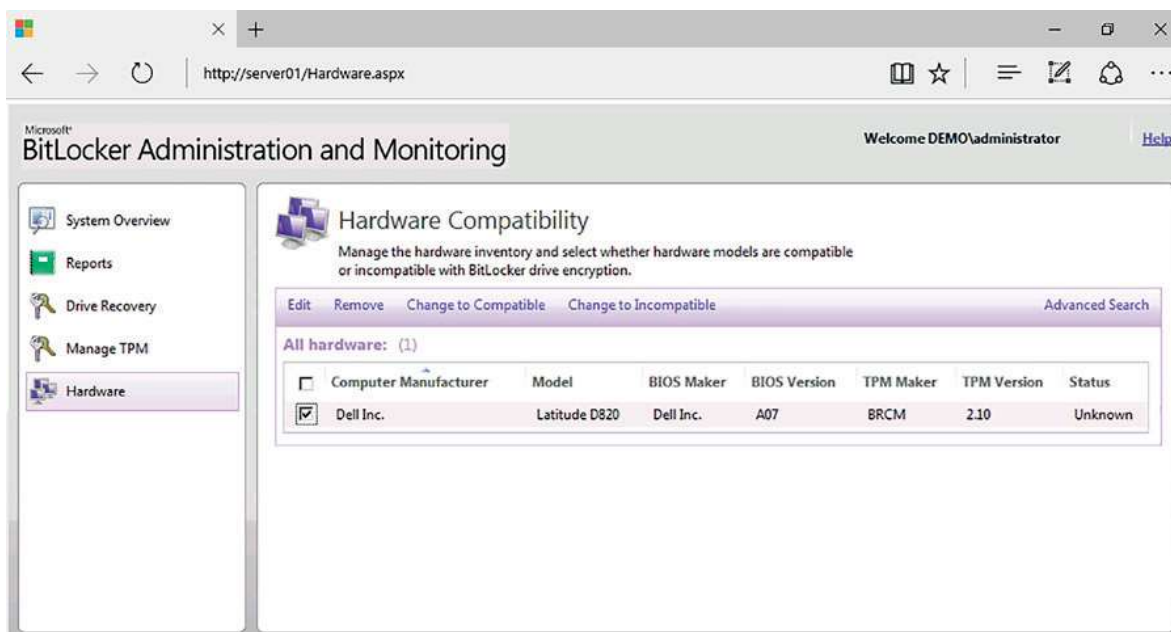 http://server01/Hardware.aspx
Microsoft®
BitLocker Administration and Monitoring
Welcome DEMO\administrator
Help
System Overview
Reports
Drive Recovery
Manage TPM
Hardware
Hardware Compatibility
Manage the hardware inventory and select whether hardware models are compatible
or incompatible with BitLocker drive encryption.
Edit Remove Change to Compatible Change to Incompatible Advanced Search
All hardware: (1)
Computer Manufacturer Model BIOS Maker BIOS Version TPM Maker TPM Version Status
Dell Inc. Latitude D820 Dell Inc. A07 BRCM 2.10 Unknown